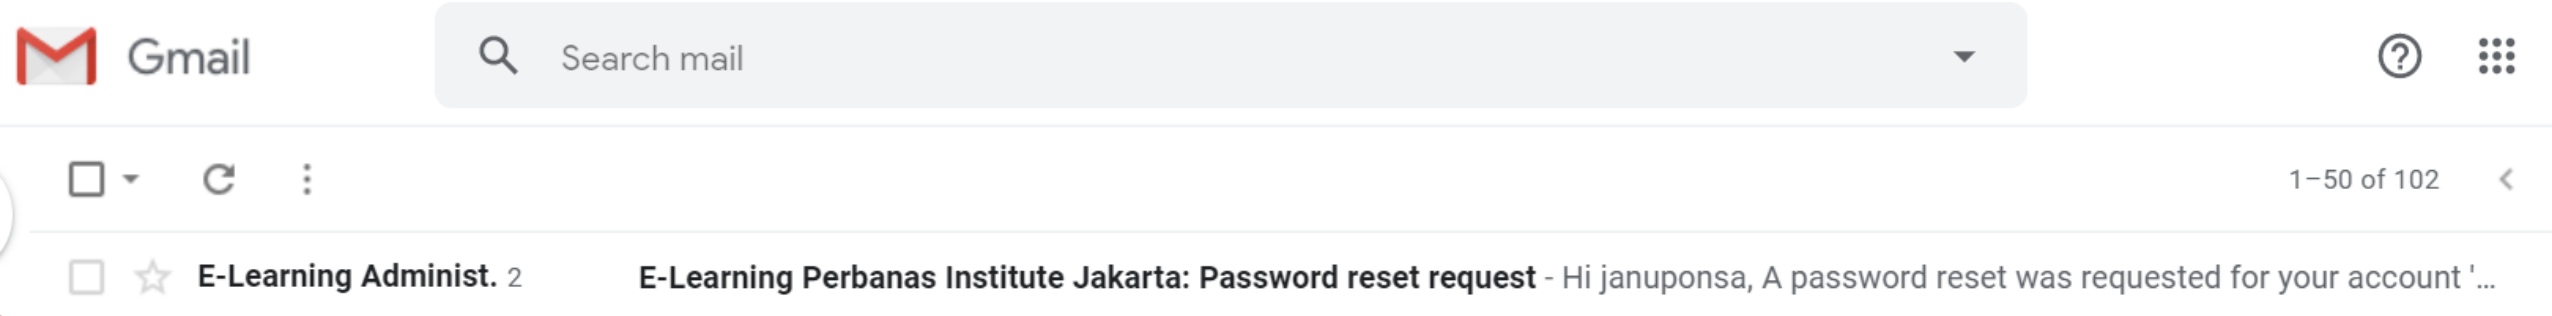 Gmail
Search mail
1–50 of 102
E-Learning Administ. 2 E-Learning Perbanas Institute Jakarta: Password reset request - Hi januponsa, A password reset was requested for your account '...